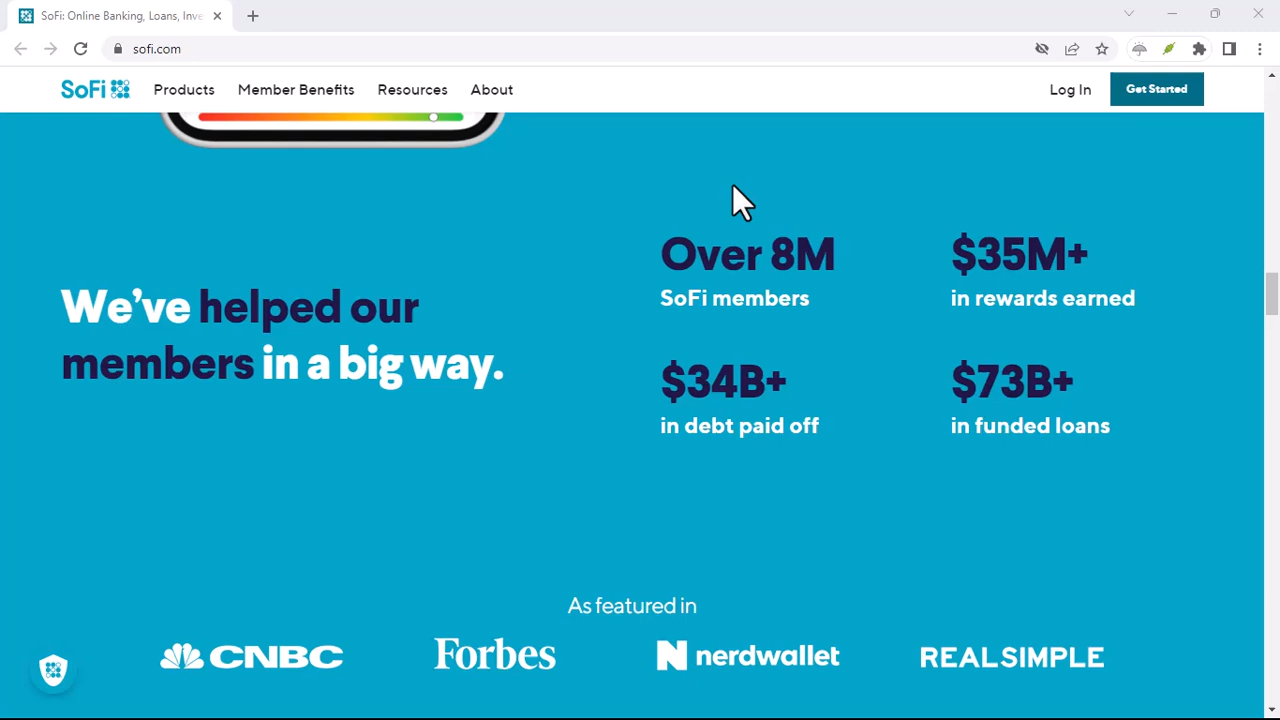 SoFi: Online Banking, Loans, Inve
sofi.com
SoFi Products Member Benefits Resources About Log In Get Started
We've helped our
members in a big way.
Over 8M
SoFi members
$35M+
in rewards earned
$34B+
in debt paid off
$73B+
in funded loans
As featured in
CNBC Forbes nerdwallet REALSIMPLE